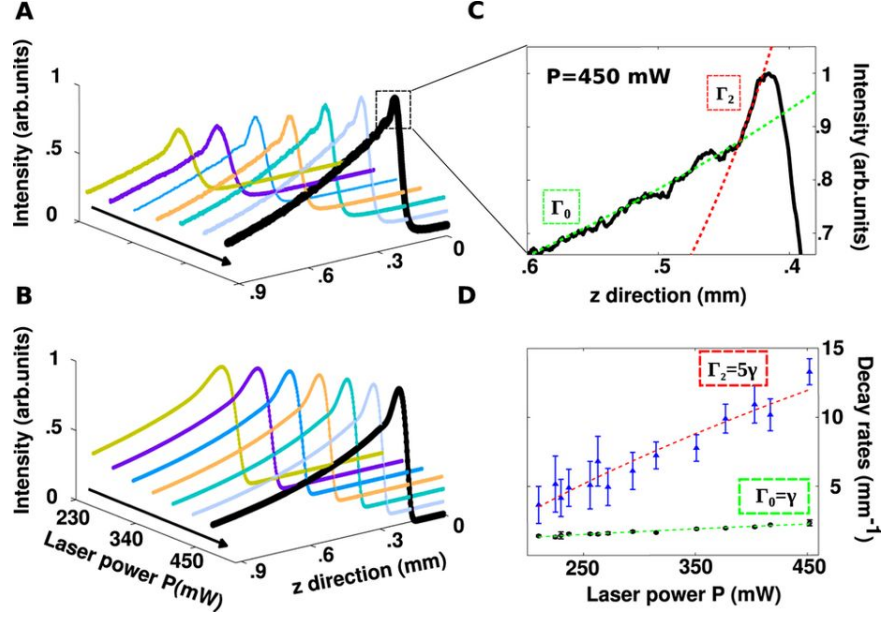 A
Intensity (arb.units)
1
.5
0
.9
.6
.3
0
C
P=450 mW
Γ2
Γ0
1
.9
.8
.7
Intensity (arb.units)
.6
.5
.4
z direction (mm)
B
Intensity (arb.units)
1
0.5
0
230
340
450
Laser power P(mW)
.9
.6
.3
0
z direction (mm)
D
Γ2=5γ
Γ0=γ
15
10
5
Decay rates (mm-1)
250
350
450
Laser power P (mW)